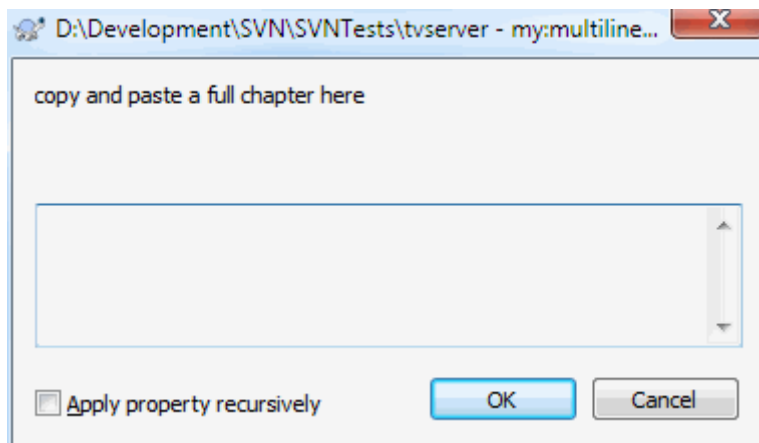 D:\Development\SVN\SVNTests\tvserver - my:multiline...
copy and paste a full chapter here
Apply property recursively
OK
Cancel